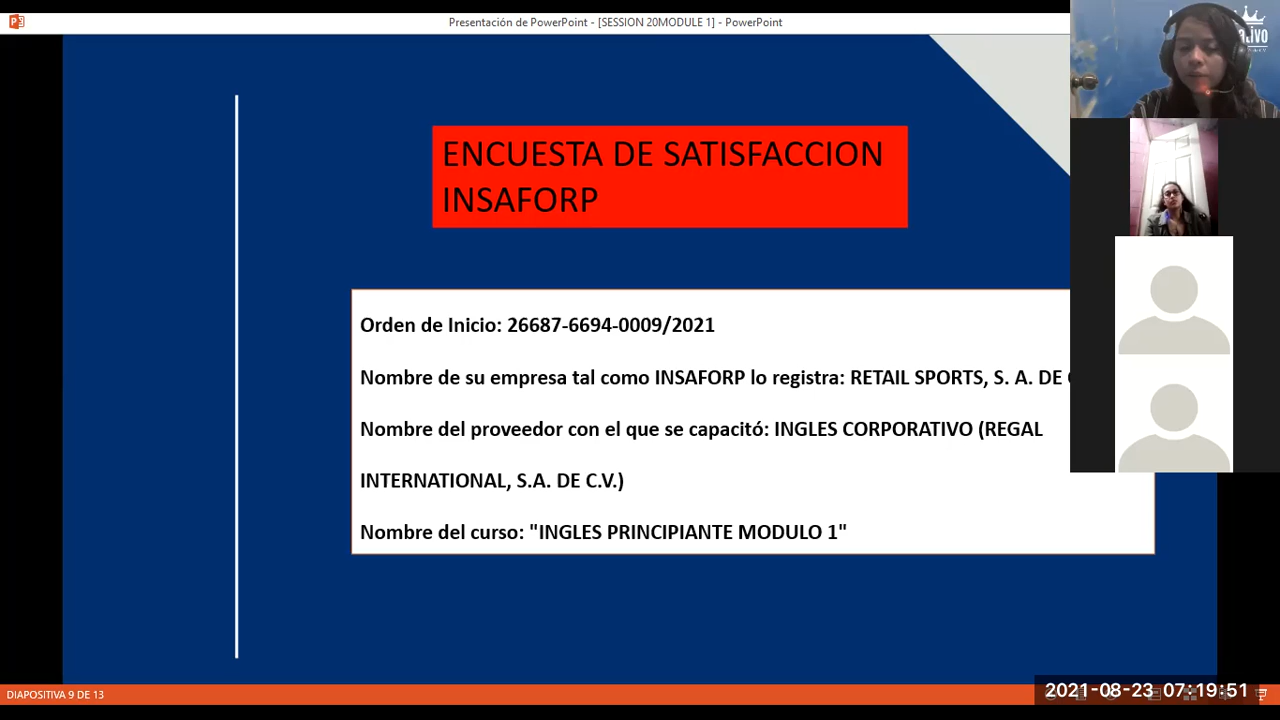 Presentación de PowerPoint - [SESSION 20MODULE 1] - PowerPoint
ENCUESTA DE SATISFACCION
INSAFORP
Orden de Inicio: 26687-6694-0009/2021
Nombre de su empresa tal como INSAFORP lo registra: RETAIL SPORTS, S. A. DE
Nombre del proveedor con el que se capacitó: INGLES CORPORATIVO (REGAL
INTERNATIONAL, S.A. DE C.V.)
Nombre del curso: "INGLES PRINCIPIANTE MODULO 1"
DIAPOSITIVA 9 DE 13
2021-08-23 07:19:51